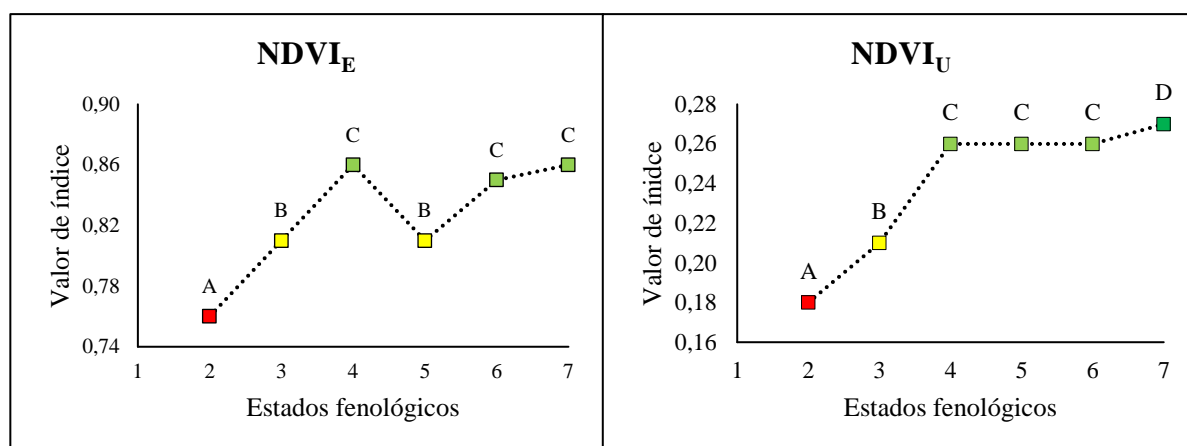 NDVIE
0,90
0,86
0,82
0,78
0,74
Valor de índice
A
B
C
B
C
C
1 2 3 4 5 6 7
Estados fenológicos
NDVIU
0,28
0,26
0,24
0,22
0,20
0,18
0,16
Valor de ínidce
A
B
C
C
C
D
1 2 3 4 5 6 7
Estados fenológicos